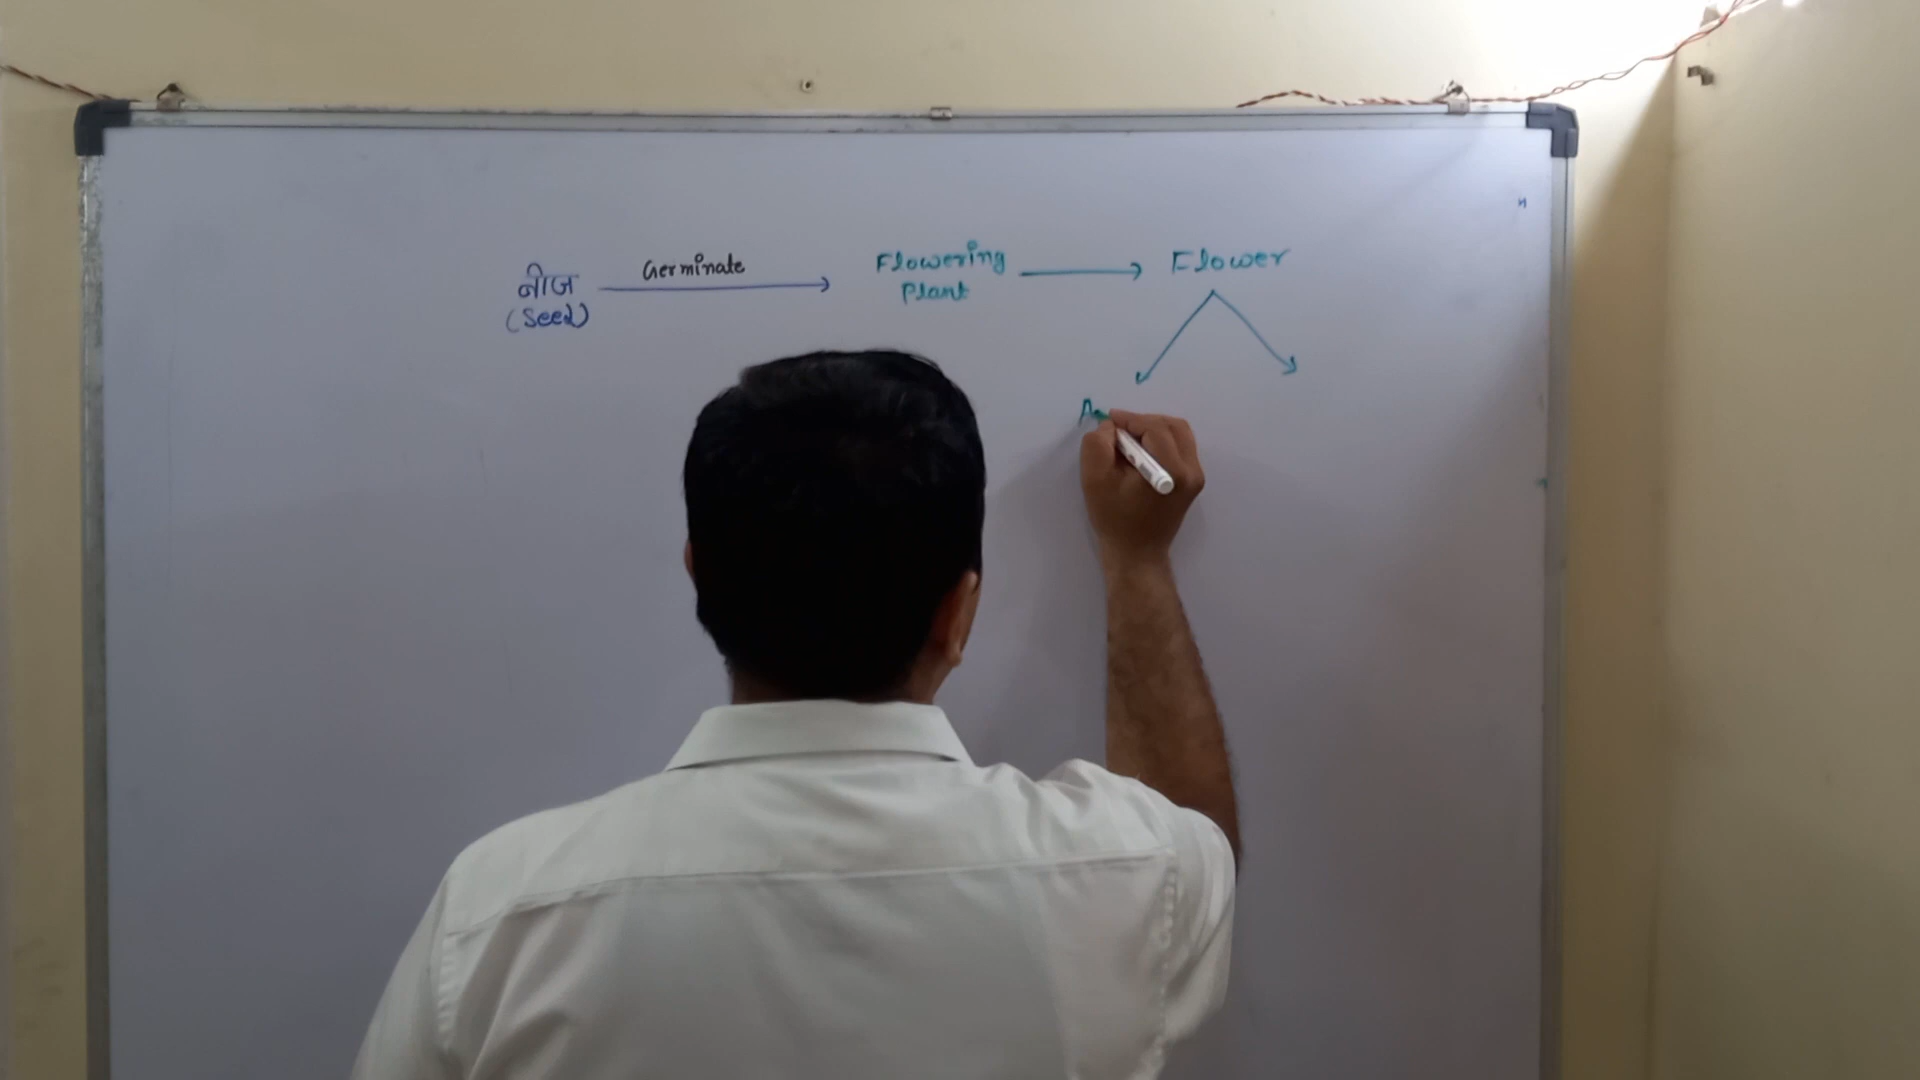 बीज
(Seed)
Germinate
Flowering
Plant
Flower